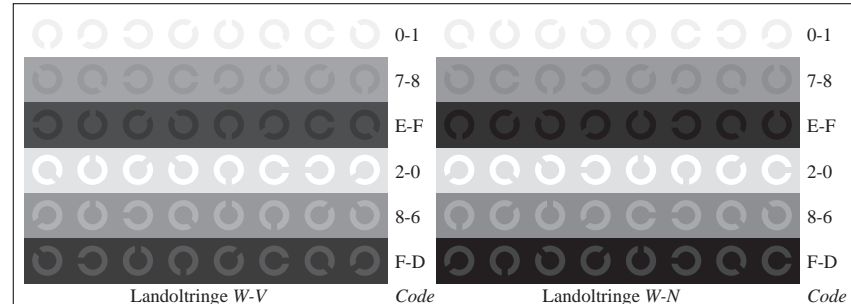 0-1 0-1
7-8 7-8
E-F E-F
2-0 2-0
8-6 8-6
F-D F-D
Landoltringe W-V Code Landoltringe W-N Code